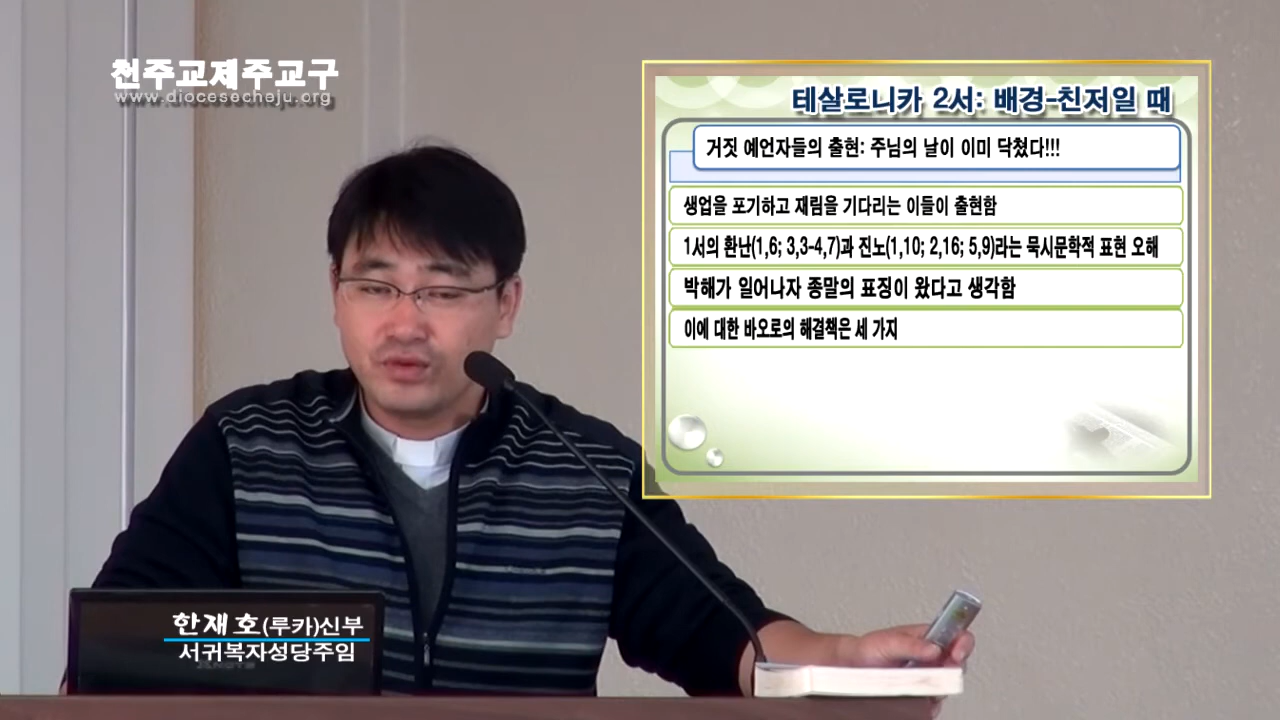 천주교제주교구
www.diocesecheju.org
테살로니카 2서: 배경-친저일 때
거짓 예언자들의 출현: 주님의 날이 이미 닥쳤다!!!
생업을 포기하고 재림을 기다리는 이들이 출현함
1서의 환난(1,6; 3,3-4,7)과 진노(1,10; 2,16; 5,9)라는 묵시문학적 표현 오해
박해가 일어나자 종말의 표징이 왔다고 생각함
이에 대한 바오로의 해결책은 세 가지
한재호(루카)신부
서귀복자성당주임